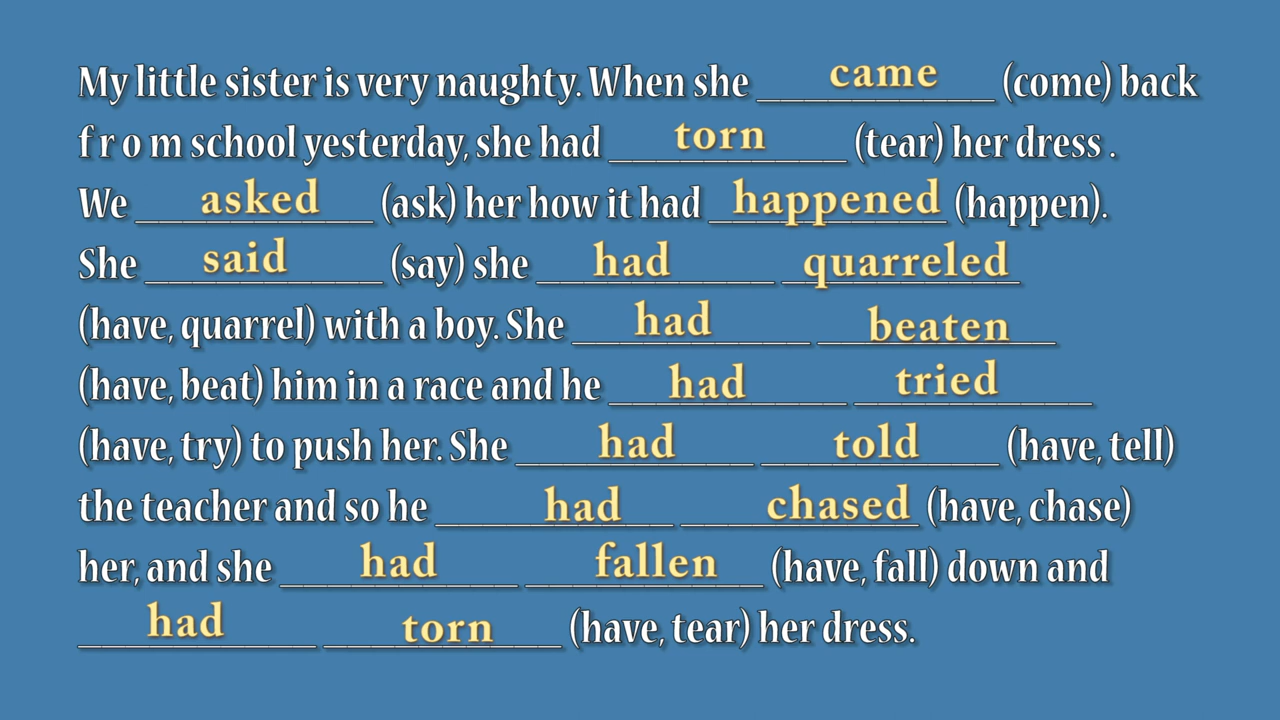 My little sister is very naughty. When she came (come) back
from school yesterday, she had torn (tear) her dress .
We asked (ask) her how it had happened (happen).
She said (say) she had quarreled
(have, quarrel) with a boy. She had beaten
(have, beat) him in a race and he had tried
(have, try) to push her. She had told (have, tell)
the teacher and so he had chased (have, chase)
her, and she had fallen (have, fall) down and
had torn (have, tear) her dress.